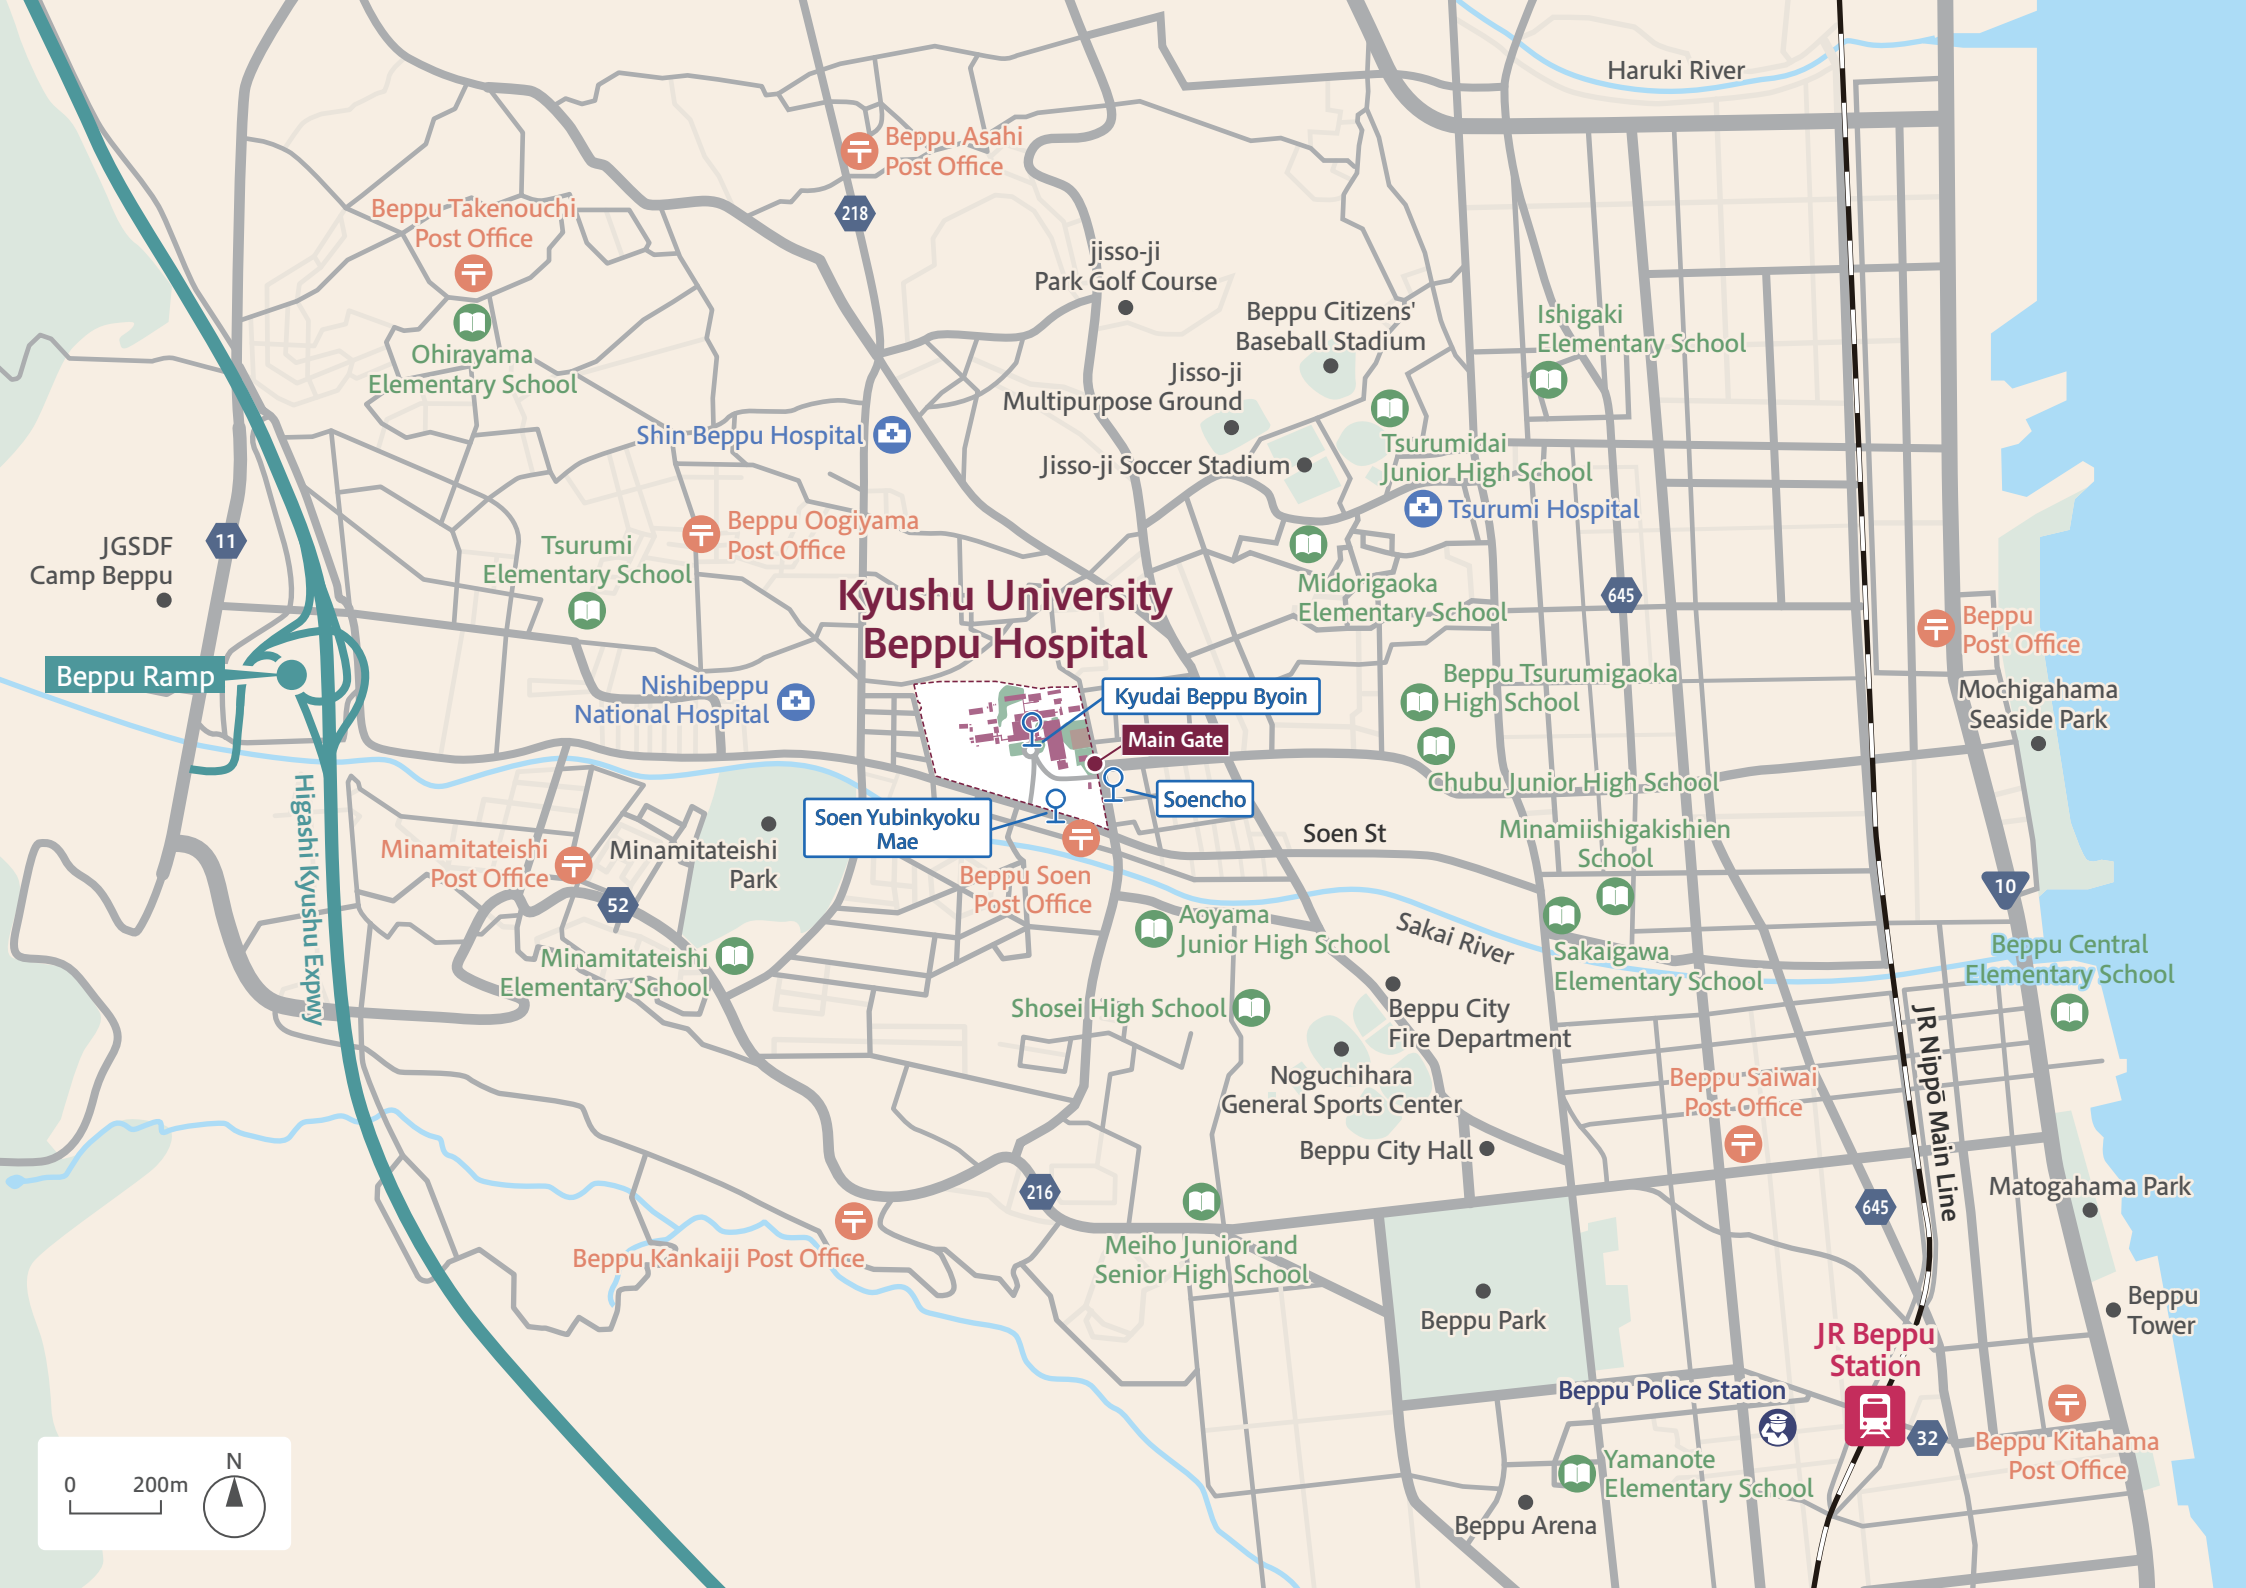 Haruki River
Beppu Asahi
Post Office
218
Beppu Takenouchi
Post Office
jisso-ji
Park Golf Course
Beppu Citizens'
Baseball Stadium
Ishigaki
Elementary School
Ohirayama
Elementary School
Jisso-ji
Multipurpose Ground
Shin Beppu Hospital
Jisso-ji Soccer Stadium
Tsurumidai
Junior High School
Tsurumi Hospital
Beppu Oogiyama
Post Office
11
JGSDF
Camp Beppu
Tsurumi
Elementary School
Kyushu University
Beppu Hospital
Midorigaoka
Elementary School
645
Beppu
Post Office
Beppu Ramp
Nishibeppu
National Hospital
Kyudai Beppu Byoin
Main Gate
Beppu Tsurumigaoka
High School
Mochigahama
Seaside Park
Chubu Junior High School
Soencho
Soen Yubinkyoku
Mae
Soen St
Minamiishigakishien
School
Minamitateishi
Post Office
Minamitateishi
Park
52
Higashi Kyushu Expwy
Beppu Soen
Post Office
10
Aoyama
Junior High School
Sakai River
Sakaigawa
Elementary School
Beppu Central
Elementary School
Minamitateishi
Elementary School
Shosei High School
Beppu City
Fire Department
JR Nippō Main Line
Noguchihara
General Sports Center
Beppu Saiwai
Post Office
Beppu City Hall
216
645
Matogahama Park
Beppu Kankaiji Post Office
Meiho Junior and
Senior High School
Beppu Park
Beppu
Tower
JR Beppu
Station
Beppu Police Station
32
Beppu Kitahama
Post Office
Yamanote
Elementary School
Beppu Arena
0 200m
N